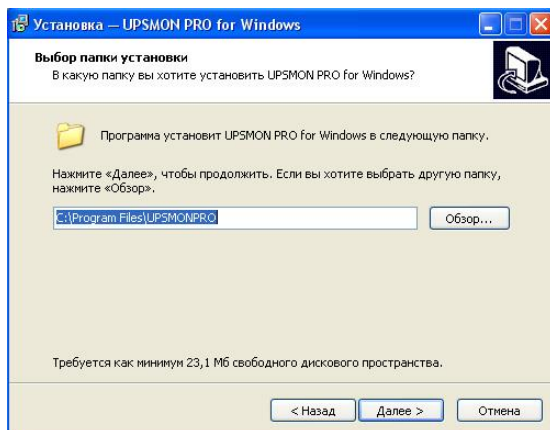 Установка — UPSMON PRO for Windows
Выбор папки установки
В какую папку вы хотите установить UPSMON PRO for Windows?
Программа установит UPSMON PRO for Windows в следующую папку.
Нажмите «Далее», чтобы продолжить. Если вы хотите выбрать другую папку,
нажмите «Обзор».
C:\Program Files\UPSMONPRO
Обзор...
Требуется как минимум 23,1 Мб свободного дискового пространства.
< Назад Далее > Отмена